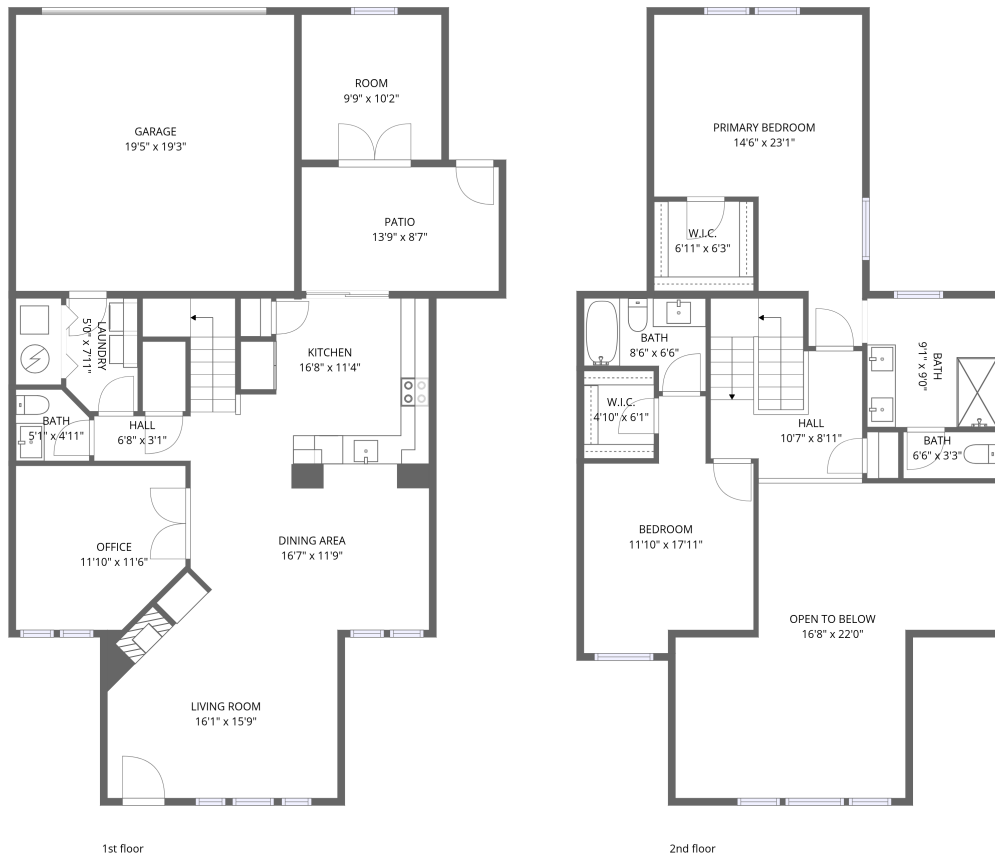 GARAGE
19'5" x 19'3"
ROOM
9'9" x 10'2"
PATIO
13'9" x 8'7"
LAUNDRY
5'0" x 7'11"
KITCHEN
16'8" x 11'4"
BATH
5'1" x 4'11"
HALL
6'8" x 3'1"
OFFICE
11'10" x 11'6"
DINING AREA
16'7" x 11'9"
LIVING ROOM
16'1" x 15'9"
1st floor
PRIMARY BEDROOM
14'6" x 23'1"
W.I.C.
6'11" x 6'3"
BATH
8'6" x 6'6"
BATH
9'1" x 9'0"
W.I.C.
4'10" x 6'1"
HALL
10'7" x 8'11"
BATH
6'6" x 3'3"
BEDROOM
11'10" x 17'11"
OPEN TO BELOW
16'8" x 22'0"
2nd floor